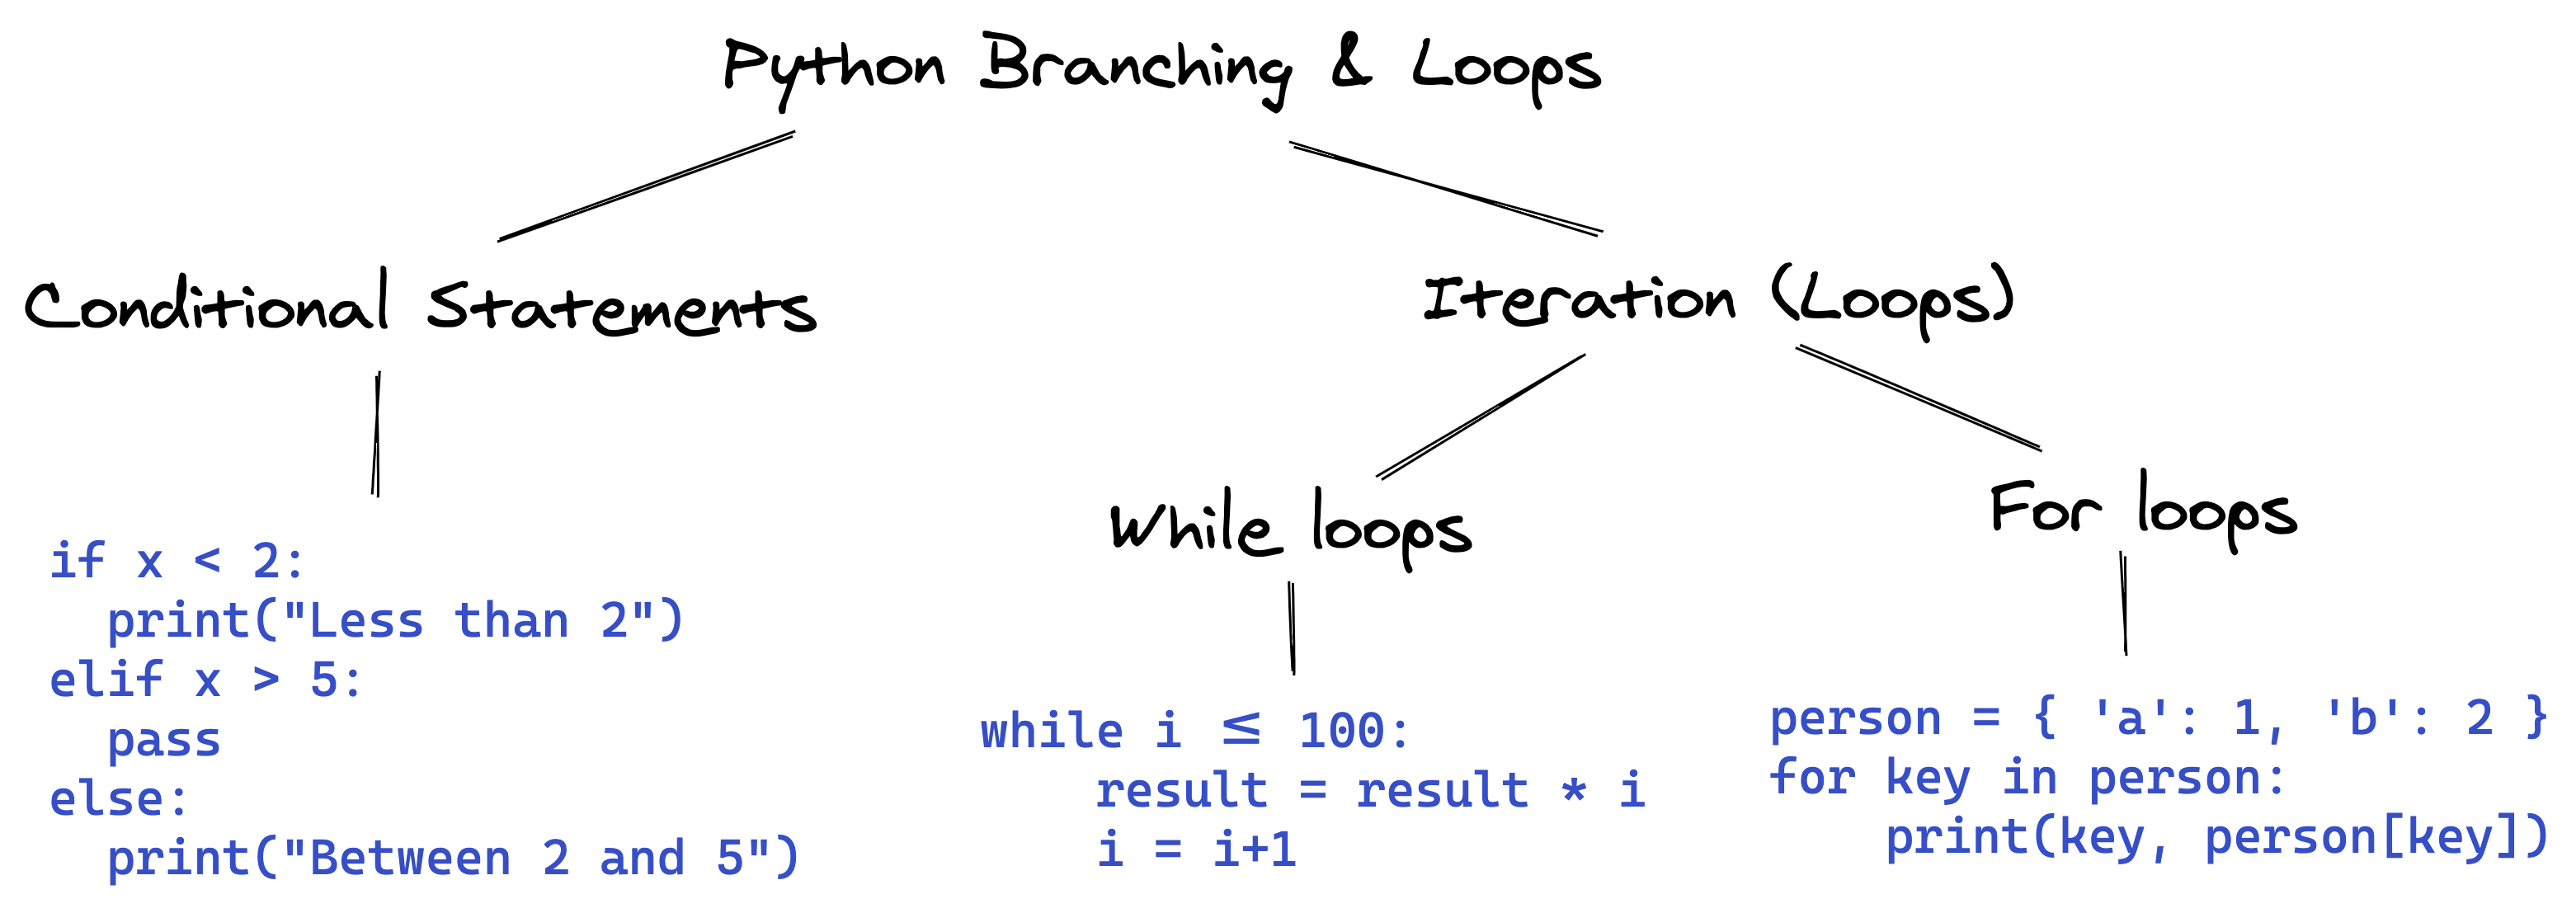 Python Branching & Loops
Conditional Statements
Iteration (Loops)
While loops
For loops
if x < 2:
  print("Less than 2")
elif x > 5:
  pass
else:
  print("Between 2 and 5")
while i ≤ 100:
    result = result * i
    i = i+1
person = { 'a': 1, 'b': 2 }
for key in person:
    print(key, person[key])